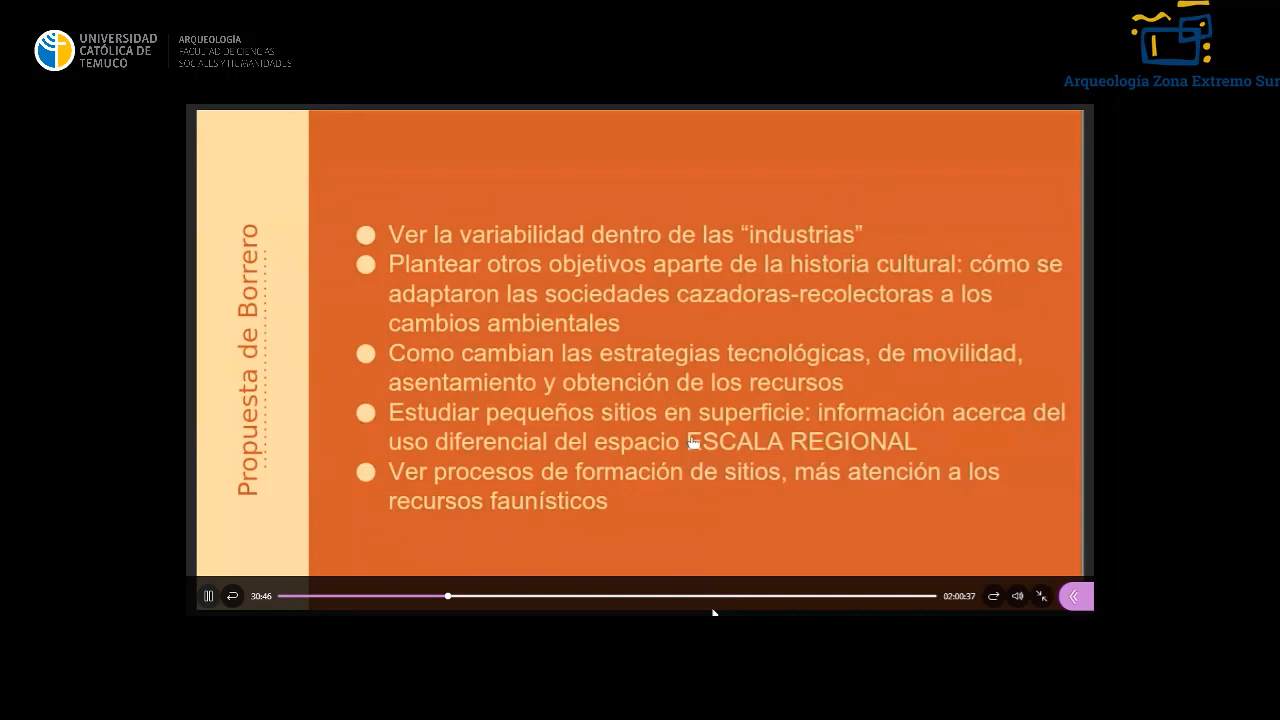 UNIVERSIDAD
CATÓLICA DE
TEMUCO
ARQUEOLOGÍA
FACULTAD DE CIENCIAS
SOCIALES Y HUMANIDADES
Arqueología Zona Extremo Sur
Propuesta de Borrero
Ver la variabilidad dentro de las “industrias”
Plantear otros objetivos aparte de la historia cultural: cómo se
adaptaron las sociedades cazadoras-recolectoras a los
cambios ambientales
Como cambian las estrategias tecnológicas, de movilidad,
asentamiento y obtención de los recursos
Estudiar pequeños sitios en superficie: información acerca del
uso diferencial del espacio ESCALA REGIONAL
Ver procesos de formación de sitios, más atención a los
recursos faunísticos
30:46
02:00:37